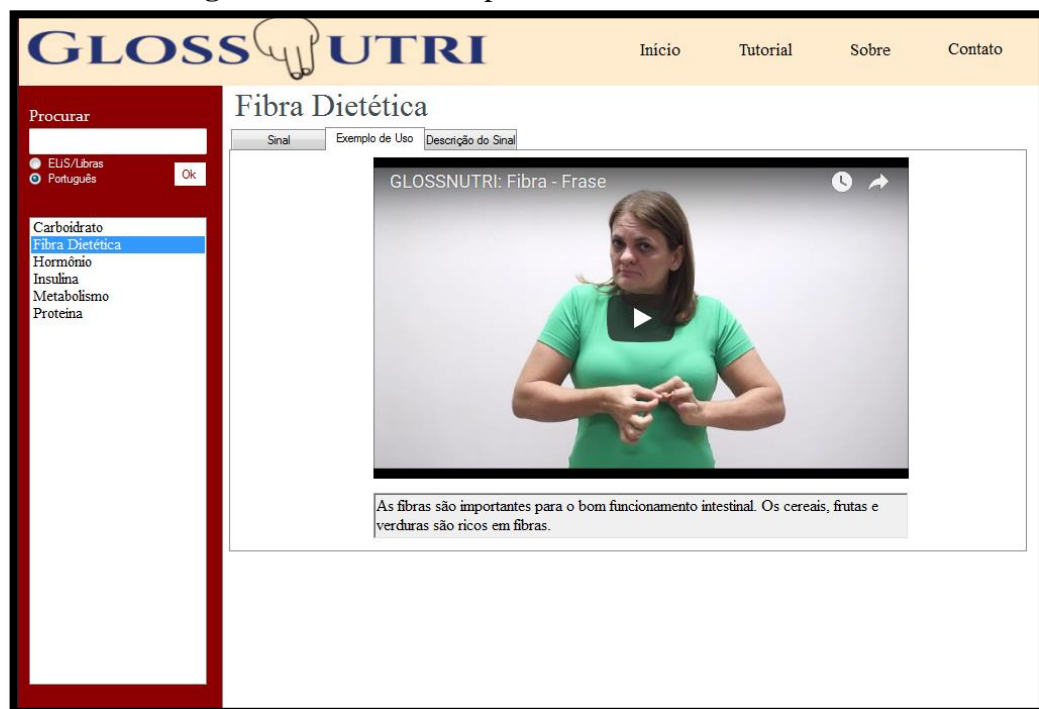 GLOSS UTRI
Início Tutorial Sobre Contato
Procurar
ELiS/Libras
Português
Ok
Carboidrato
Fibra Dietética
Hormônio
Insulina
Metabolismo
Proteina
Fibra Dietética
Sinal Exemplo de Uso Descrição do Sinal
GLOSSNUTRI: Fibra - Frase
As fibras são importantes para o bom funcionamento intestinal. Os cereais, frutas e
verduras são ricos em fibras.